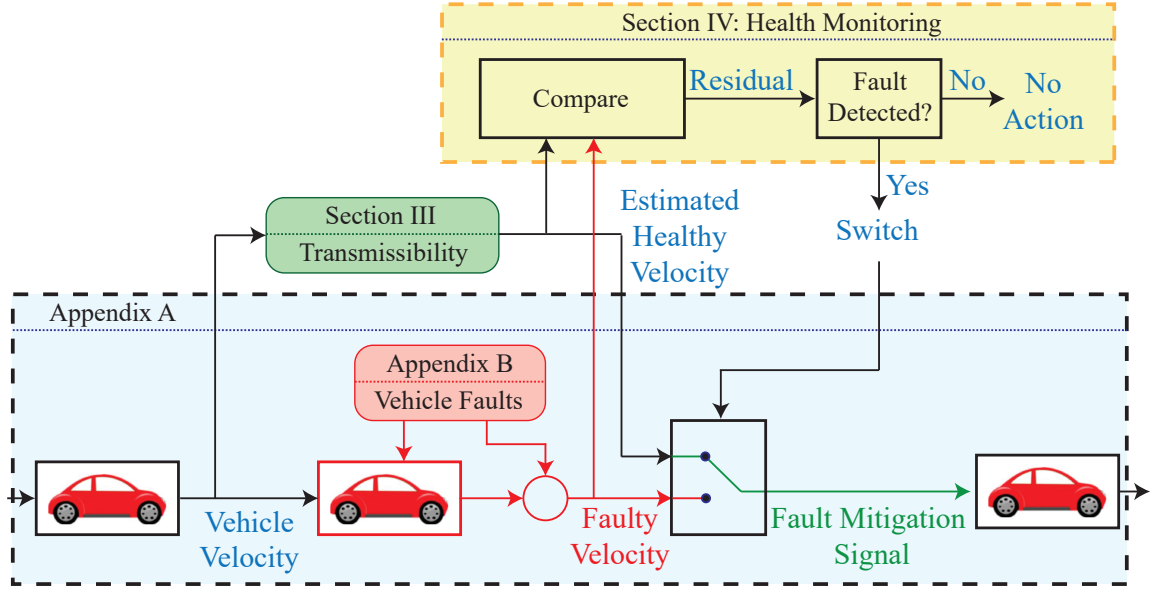 Section IV: Health Monitoring
Compare
Residual
Fault
Detected?
No
No
Action
Yes
Switch
Section III
Transmissibility
Estimated
Healthy
Velocity
Appendix A
Appendix B
Vehicle Faults
Vehicle
Velocity
Faulty
Velocity
Fault Mitigation
Signal